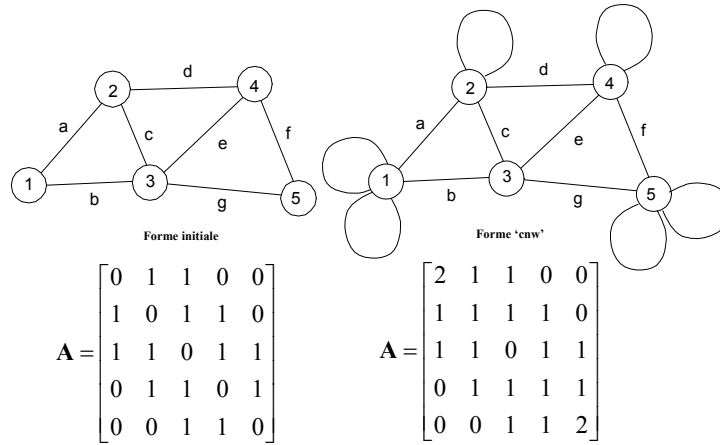 2 d 4
a c e f
1 b 3 g 5
Forme initiale
A = [0 1 1 0 0
1 0 1 1 0
1 1 0 1 1
0 1 1 0 1
0 0 1 1 0]
2 d 4
a c e f
1 b 3 g 5
Forme ‘cnw’
A = [2 1 1 0 0
1 1 1 1 0
1 1 0 1 1
0 1 1 1 1
0 0 1 1 2]